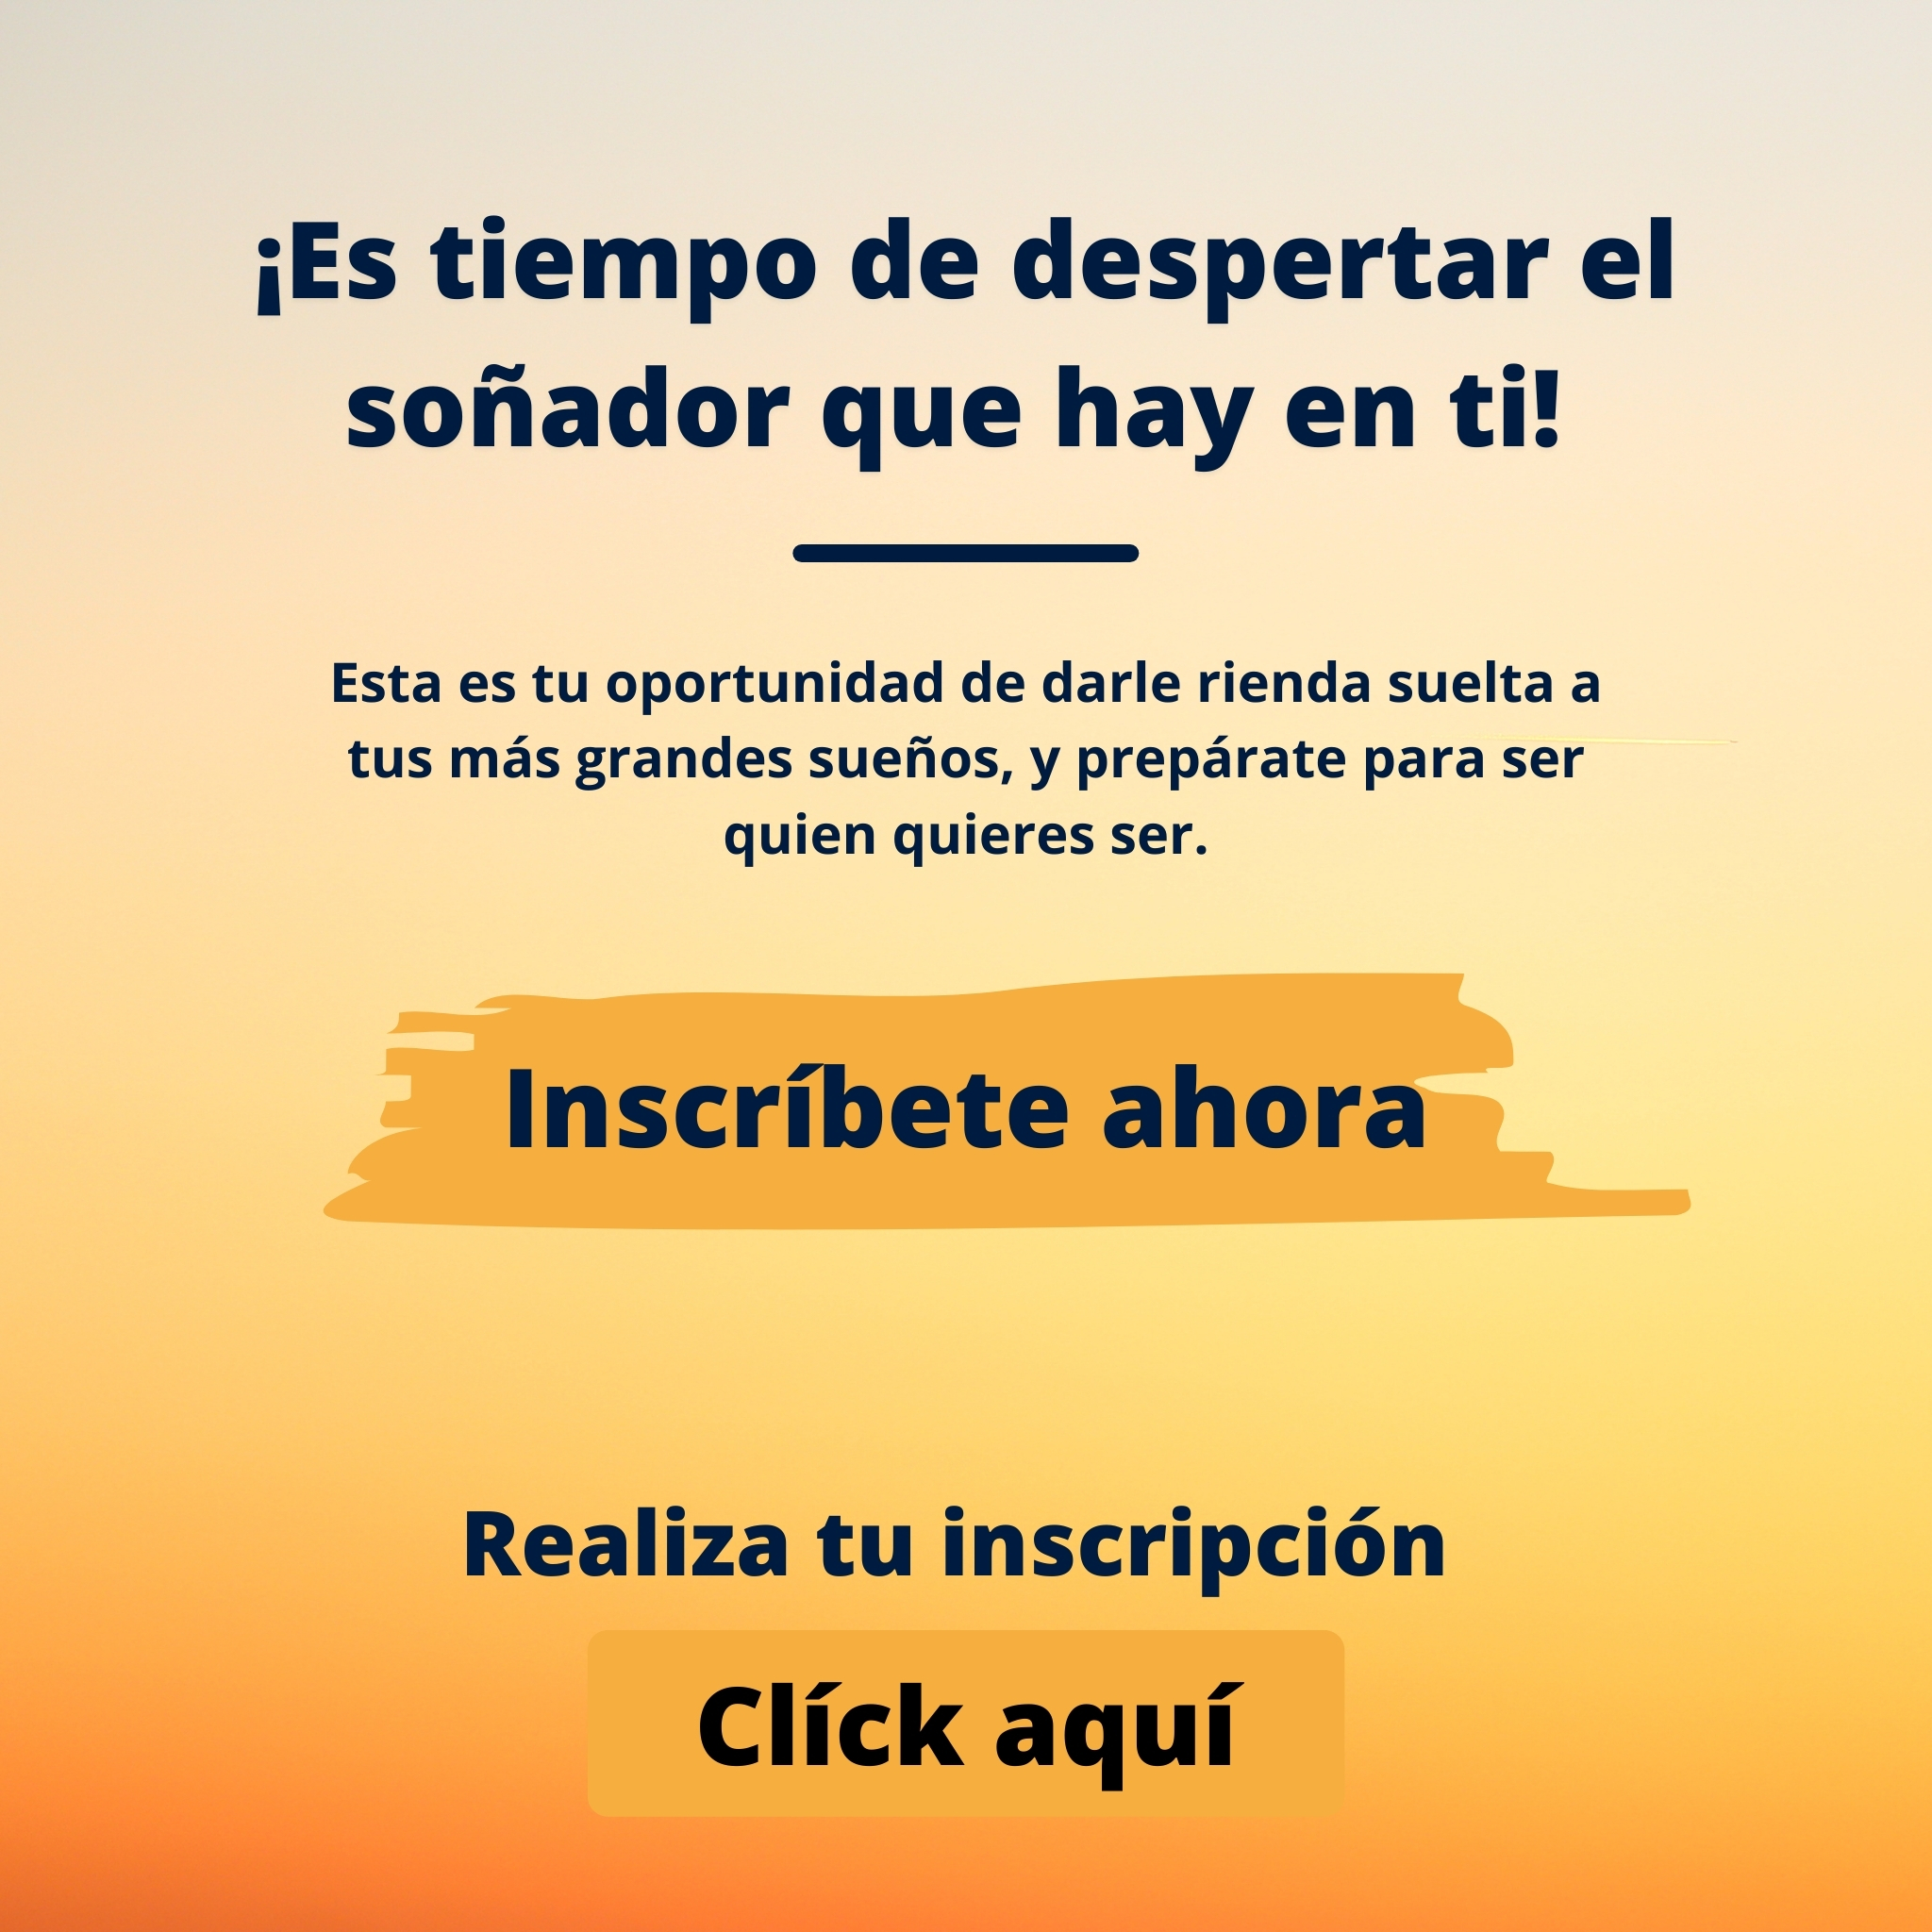 ¡Es tiempo de despertar el
soñador que hay en ti!
Esta es tu oportunidad de darle rienda suelta a
tus más grandes sueños, y prepárate para ser
quien quieres ser.
Inscríbete ahora
Realiza tu inscripción
Clíck aquí